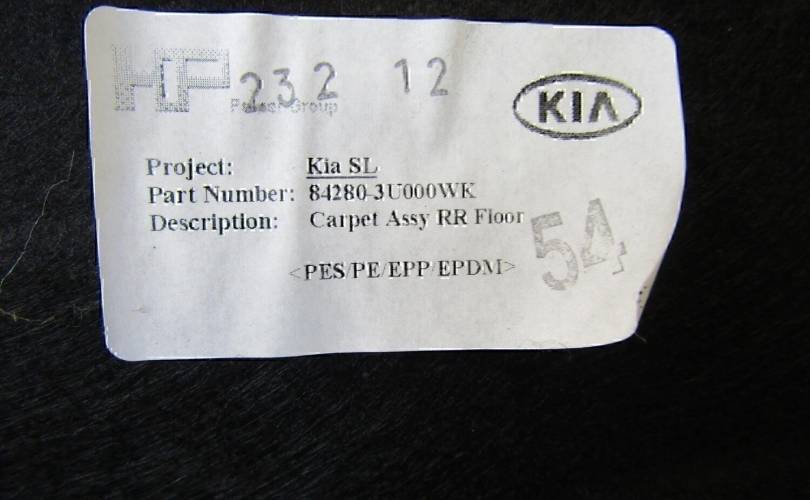 HP 232 12
Group
KIA
Project: Kia SL
Part Number: 84280-3U000WK
Description: Carpet Assy RR Floor
54
<PES/PE/EPP/EPDM>